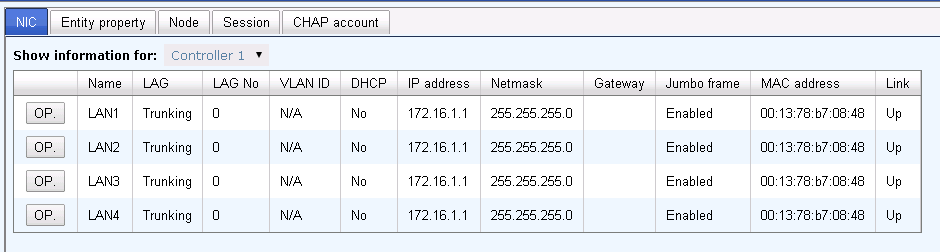 NIC Entity property Node Session CHAP account
Show information for: Controller 1
Name LAG LAG No VLAN ID DHCP IP address Netmask Gateway Jumbo frame MAC address Link
OP. LAN1 Trunking 0 N/A No 172.16.1.1 255.255.255.0 Enabled 00:13:78:b7:08:48 Up
OP. LAN2 Trunking 0 N/A No 172.16.1.1 255.255.255.0 Enabled 00:13:78:b7:08:48 Up
OP. LAN3 Trunking 0 N/A No 172.16.1.1 255.255.255.0 Enabled 00:13:78:b7:08:48 Up
OP. LAN4 Trunking 0 N/A No 172.16.1.1 255.255.255.0 Enabled 00:13:78:b7:08:48 Up